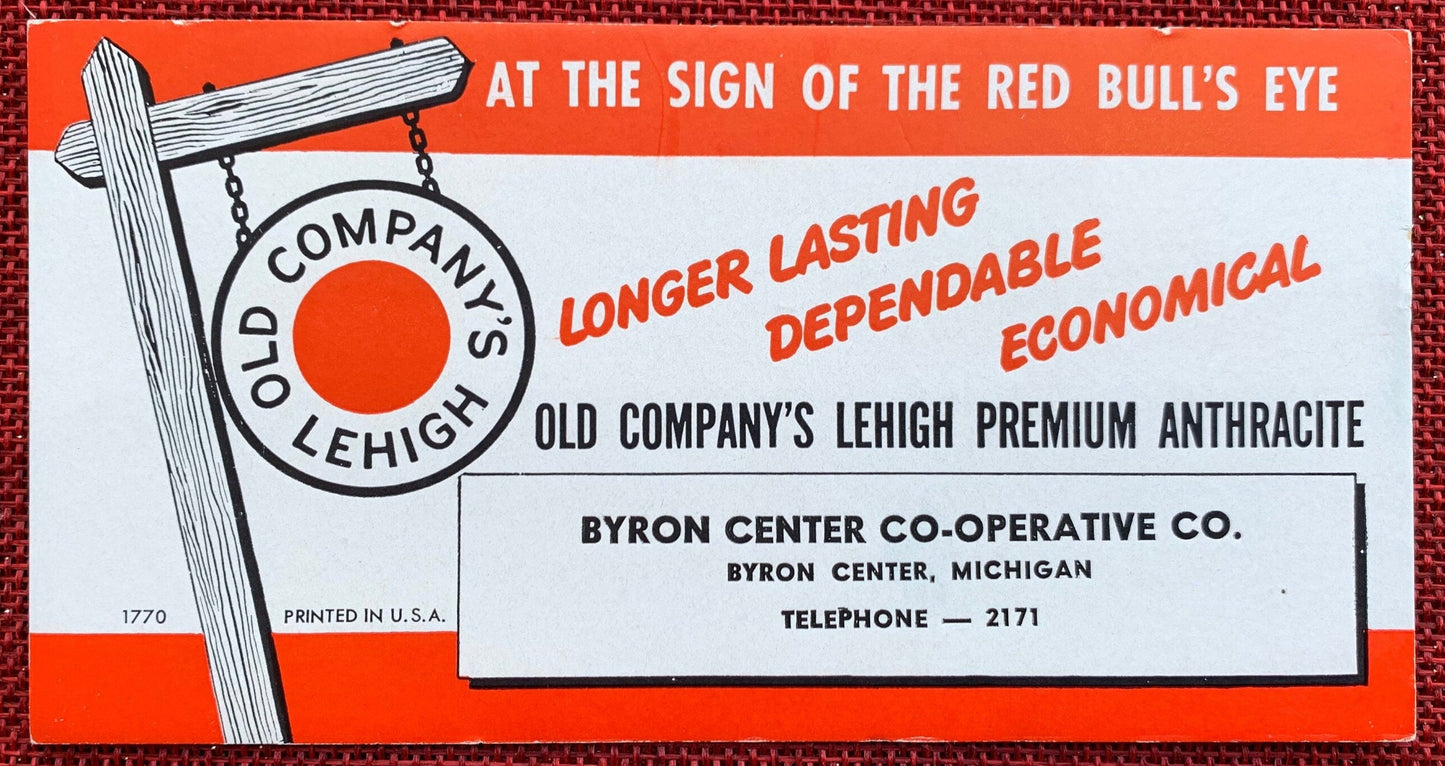 AT THE SIGN OF THE RED BULL'S EYE
OLD COMPANY'S
LEHIGH
LONGER LASTING
DEPENDABLE
ECONOMICAL
OLD COMPANY'S LEHIGH PREMIUM ANTHRACITE
BYRON CENTER CO-OPERATIVE CO.
BYRON CENTER, MICHIGAN
TELEPHONE — 2171
1770
PRINTED IN U.S.A.